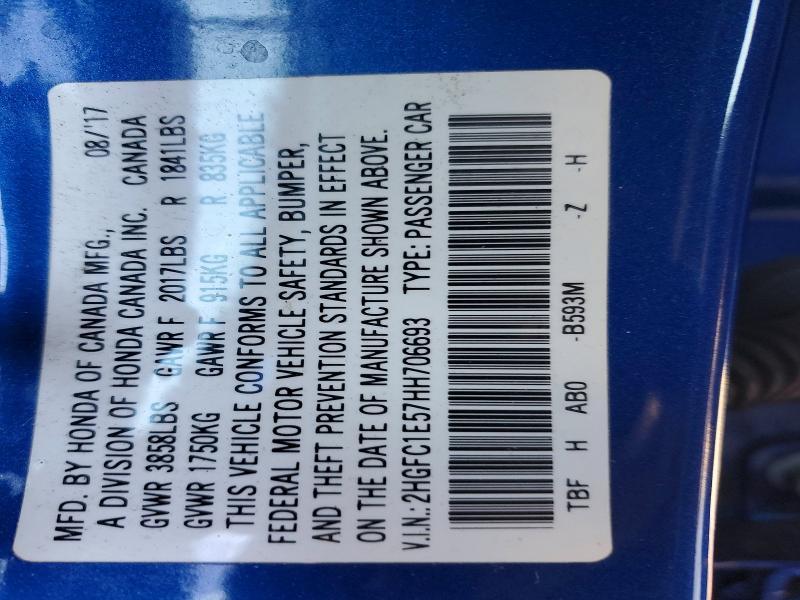 MFD. BY HONDA OF CANADA MFG., 08/'17
A DIVISION OF HONDA CANADA INC. CANADA
GVWR 3858LBS GAWR F 2017LBS R 1841LBS
GVWR 1750KG GAWR F 915KG R 835KG
THIS VEHICLE CONFORMS TO ALL APPLICABLE
FEDERAL MOTOR VEHICLE SAFETY, BUMPER,
AND THEFT PREVENTION STANDARDS IN EFFECT
ON THE DATE OF MANUFACTURE SHOWN ABOVE.
V.I.N.: 2HGFC1E57HH706693 TYPE: PASSENGER CAR
TBF H AB0 -B593M -Z -H